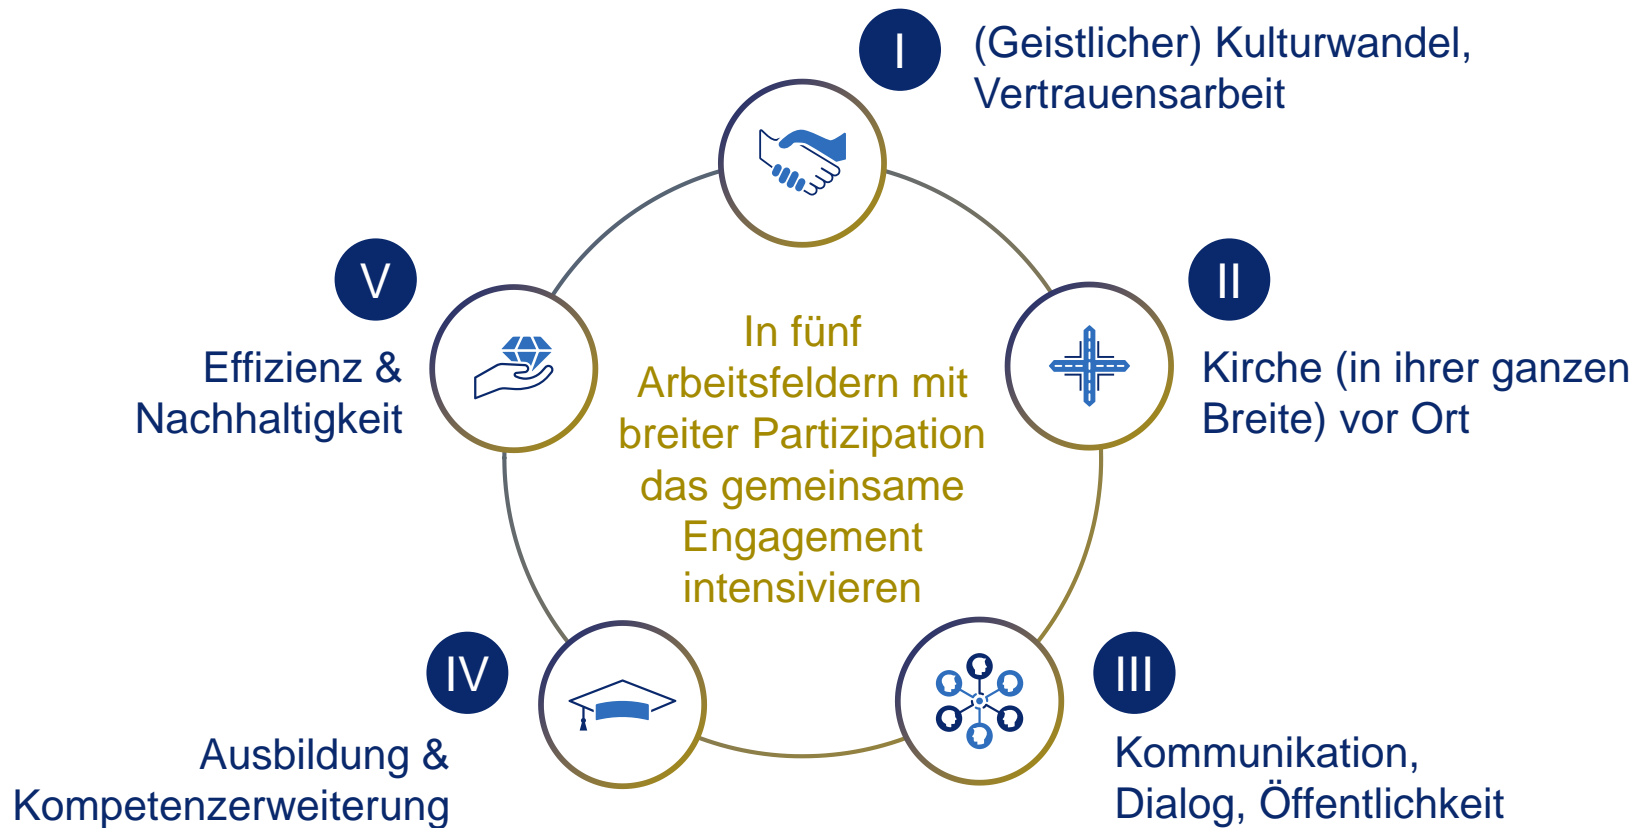 I
(Geistlicher) Kulturwandel,
Vertrauensarbeit
II
Kirche (in ihrer ganzen
Breite) vor Ort
III
Kommunikation,
Dialog, Öffentlichkeit
IV
Ausbildung &
Kompetenzerweiterung
V
Effizienz &
Nachhaltigkeit
In fünf
Arbeitsfeldern mit
breiter Partizipation
das gemeinsame
Engagement
intensivieren